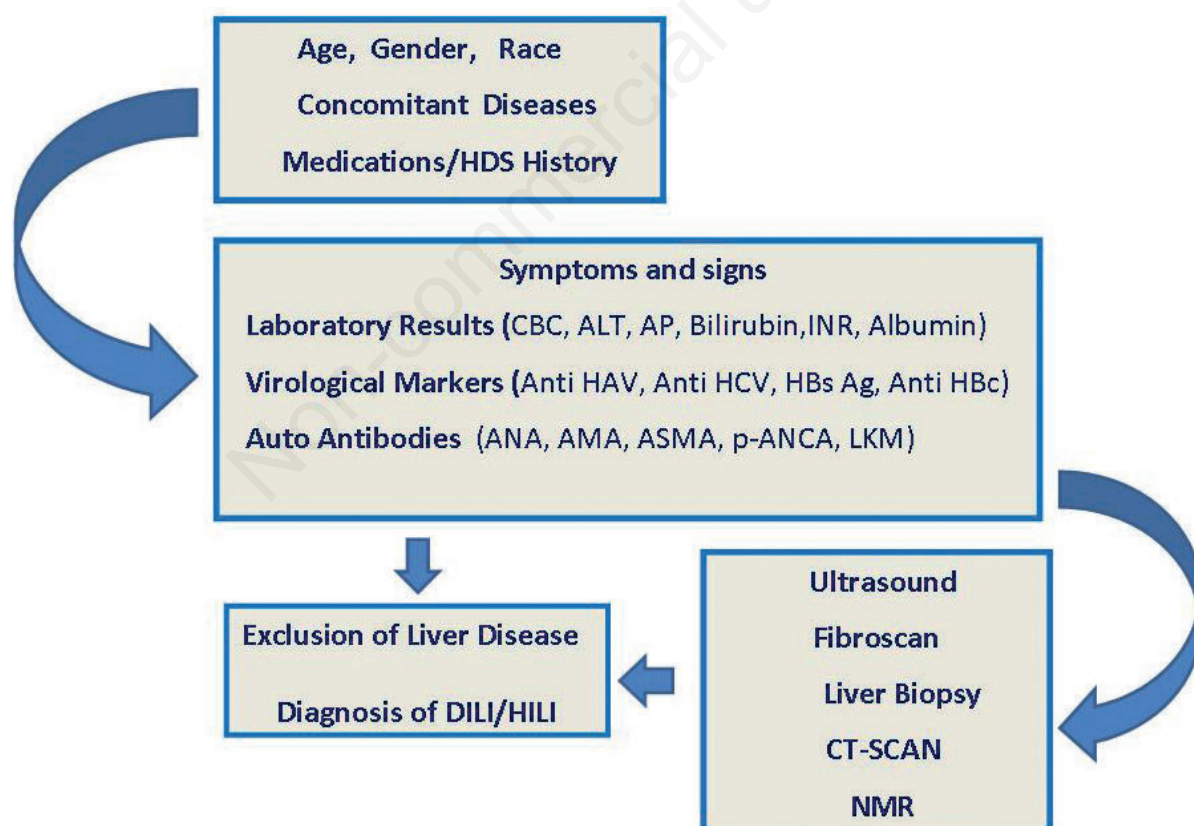 Age, Gender, Race
Concomitant Diseases
Medications/HDS History
Symptoms and signs
Laboratory Results (CBC, ALT, AP, Bilirubin,INR, Albumin)
Virological Markers (Anti HAV, Anti HCV, HBs Ag, Anti HBc)
Auto Antibodies (ANA, AMA, ASMA, p-ANCA, LKM)
Exclusion of Liver Disease
Diagnosis of DILI/HILI
Ultrasound
Fibroscan
Liver Biopsy
CT-SCAN
NMR
Non-commercial